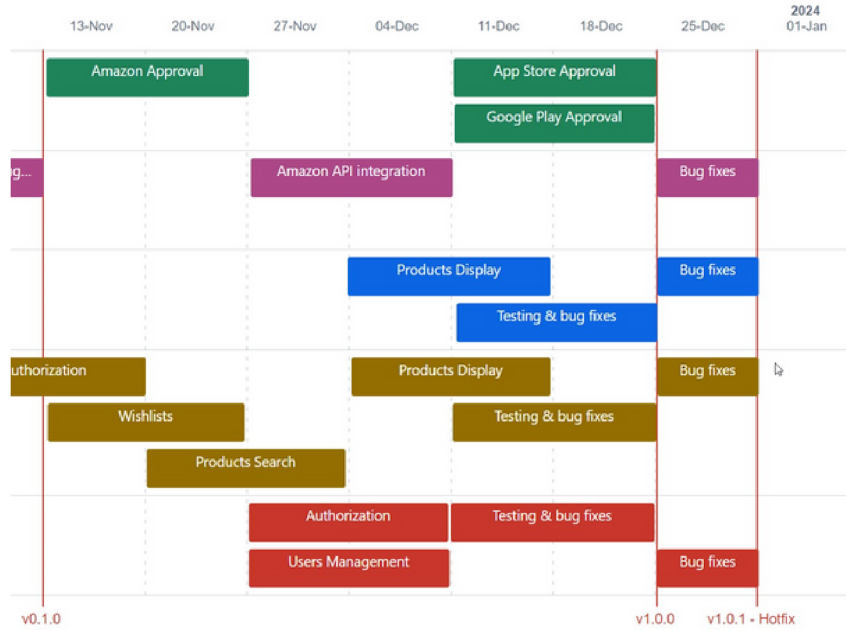 2024
13-Nov 20-Nov 27-Nov 04-Dec 11-Dec 18-Dec 25-Dec 01-Jan
Amazon Approval App Store Approval
Google Play Approval
g... Amazon API integration Bug fixes
Products Display Bug fixes
Testing & bug fixes
uthorization Products Display Bug fixes
Wishlists Testing & bug fixes
Products Search
Authorization Testing & bug fixes
Users Management Bug fixes
v0.1.0 v1.0.0 v1.0.1 - Hotfix